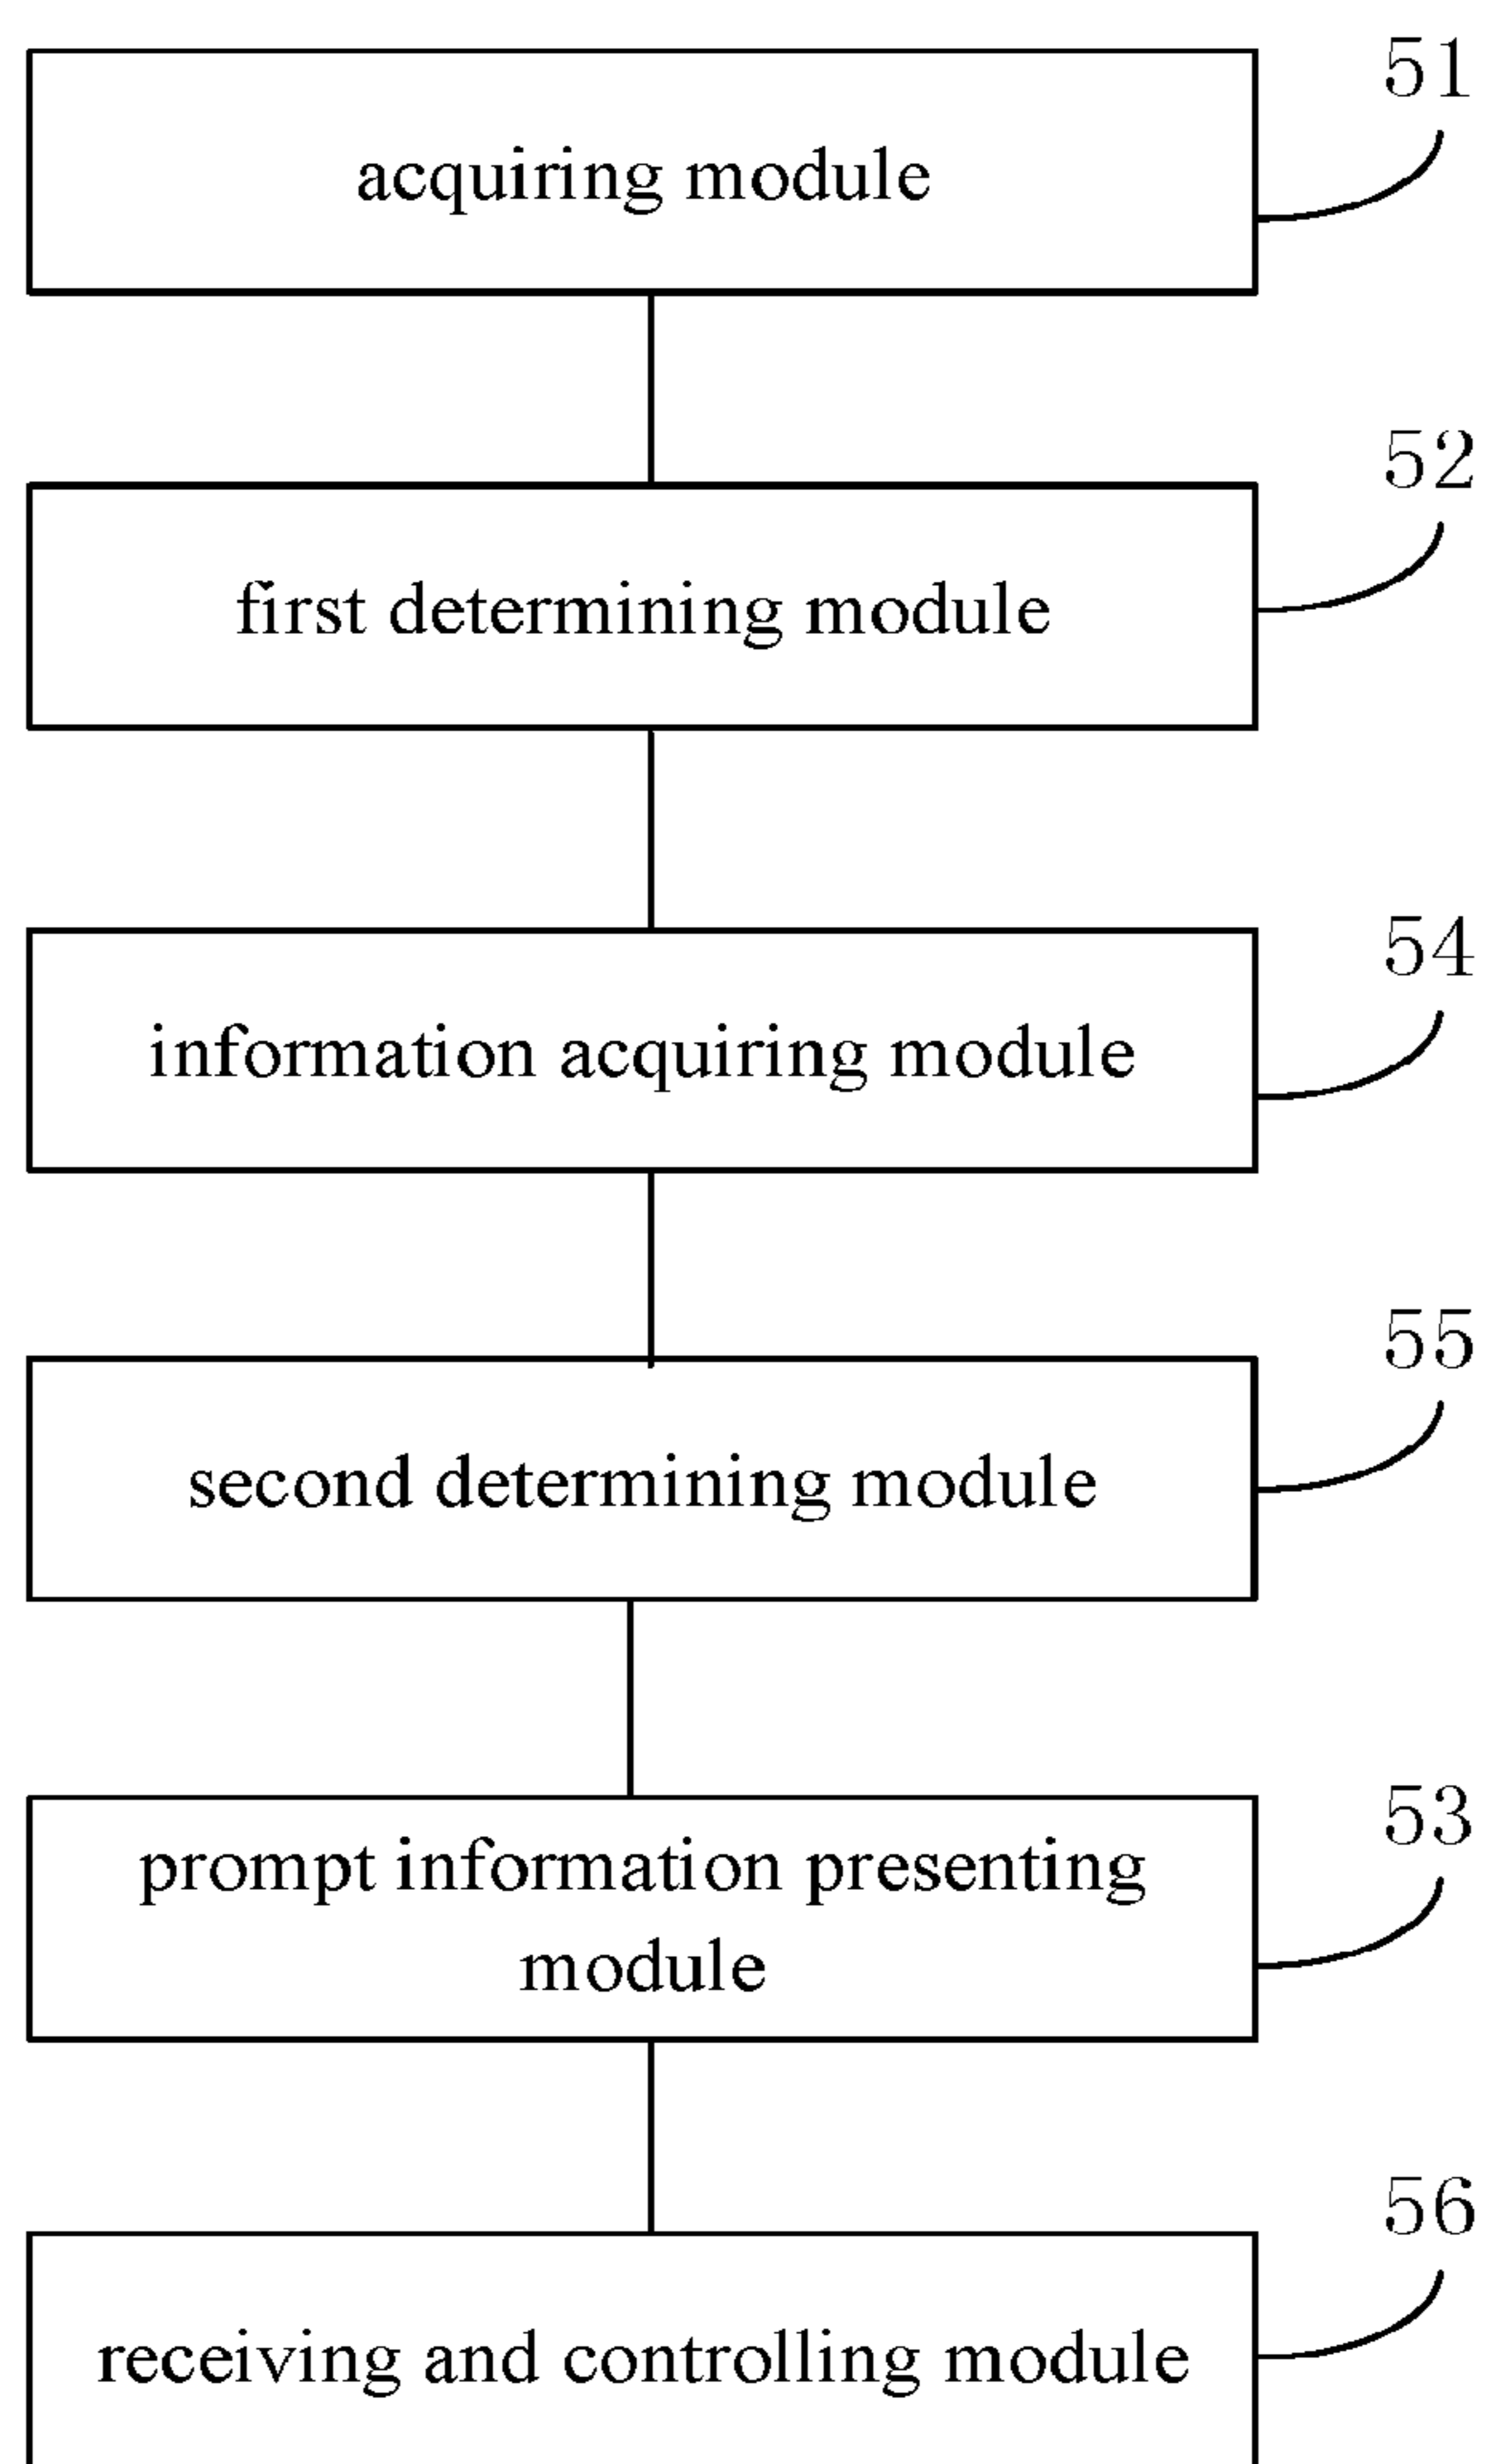 51
acquiring module
52
first determining module
54
information acquiring module
55
second determining module
53
prompt information presenting
module
56
receiving and controlling module